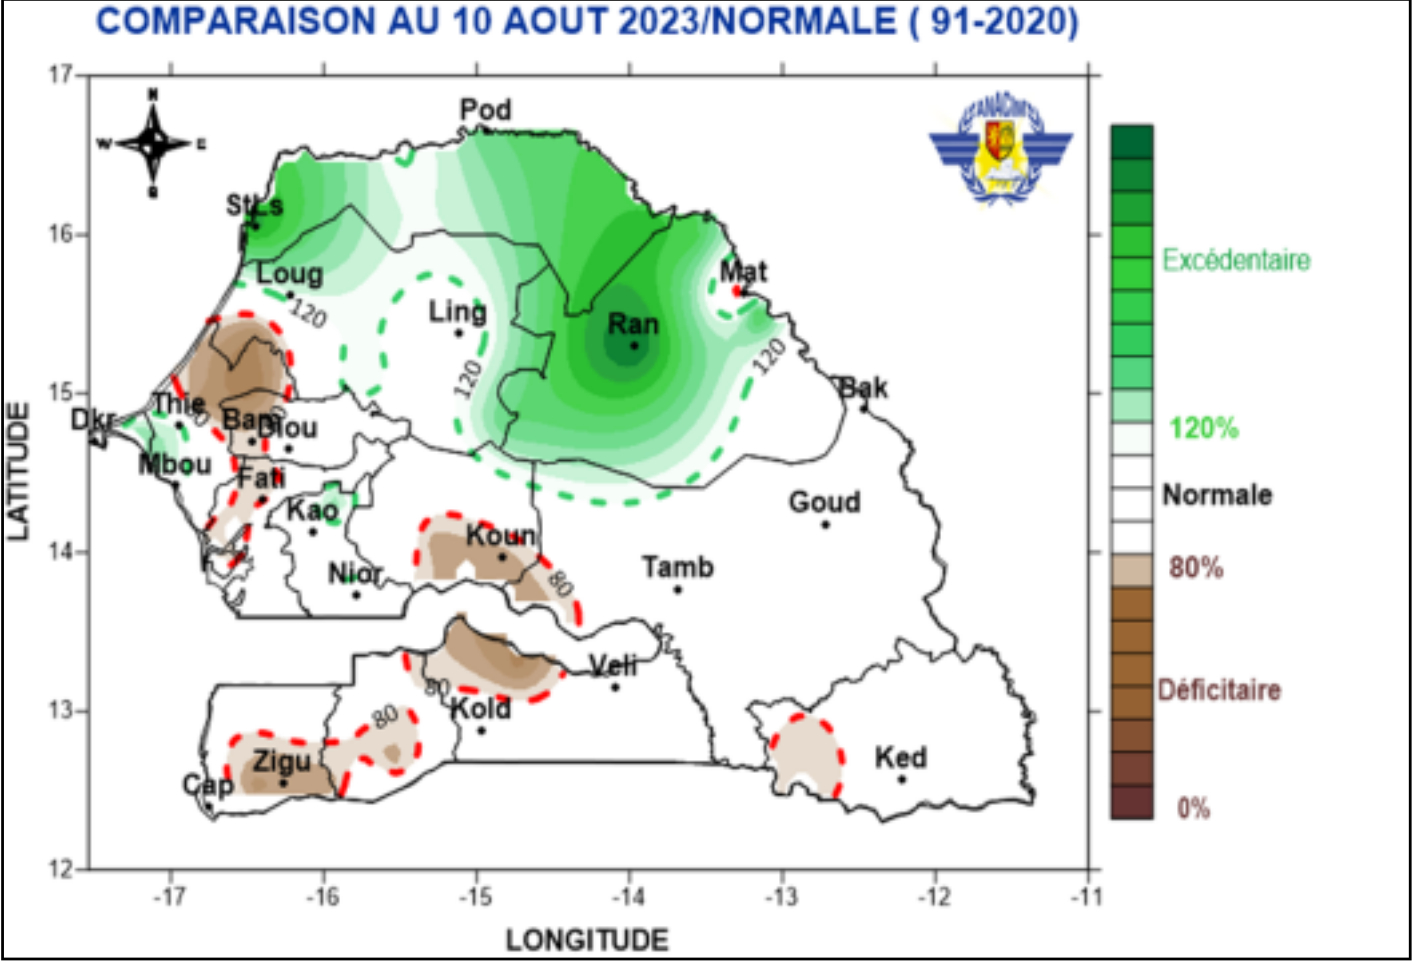 COMPARAISON AU 10 AOUT 2023/NORMALE ( 91-2020)
17
16
15
14
13
12
-17
-16
-15
-14
-13
-12
-11
LATITUDE
LONGITUDE
N
W
E
S
ANACIM
Pod
StLs
Mat
Loug
120
Ling
Ran
120
120
Bak
Thie
Dkr
Bam
Diou
Mbou
Fati
Kao
Goud
Koun
Nior
80
Tamb
Veli
80
Kold
80
Zigu
Cap
Ked
Excédentaire
120%
Normale
80%
Déficitaire
0%